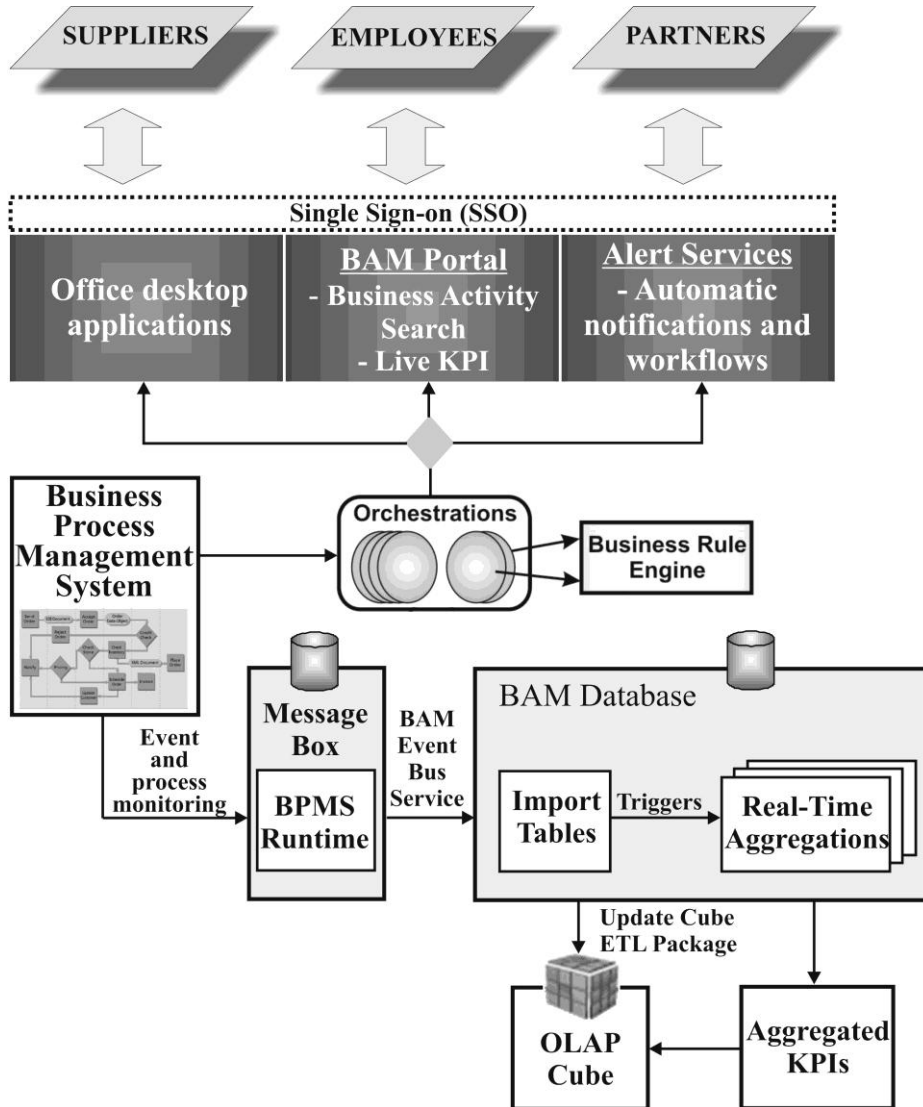 SUPPLIERS
EMPLOYEES
PARTNERS
Single Sign-on (SSO)
Office desktop
applications
BAM Portal
- Business Activity
Search
- Live KPI
Alert Services
- Automatic
notifications and
workflows
Business
Process
Management
System
Orchestrations
Business Rule
Engine
Event
and
process
monitoring
Message
Box
BPMS
Runtime
BAM
Event
Bus
Service
BAM Database
Import
Tables
Triggers
Real-Time
Aggregations
Update Cube
ETL Package
OLAP
Cube
Aggregated
KPIs